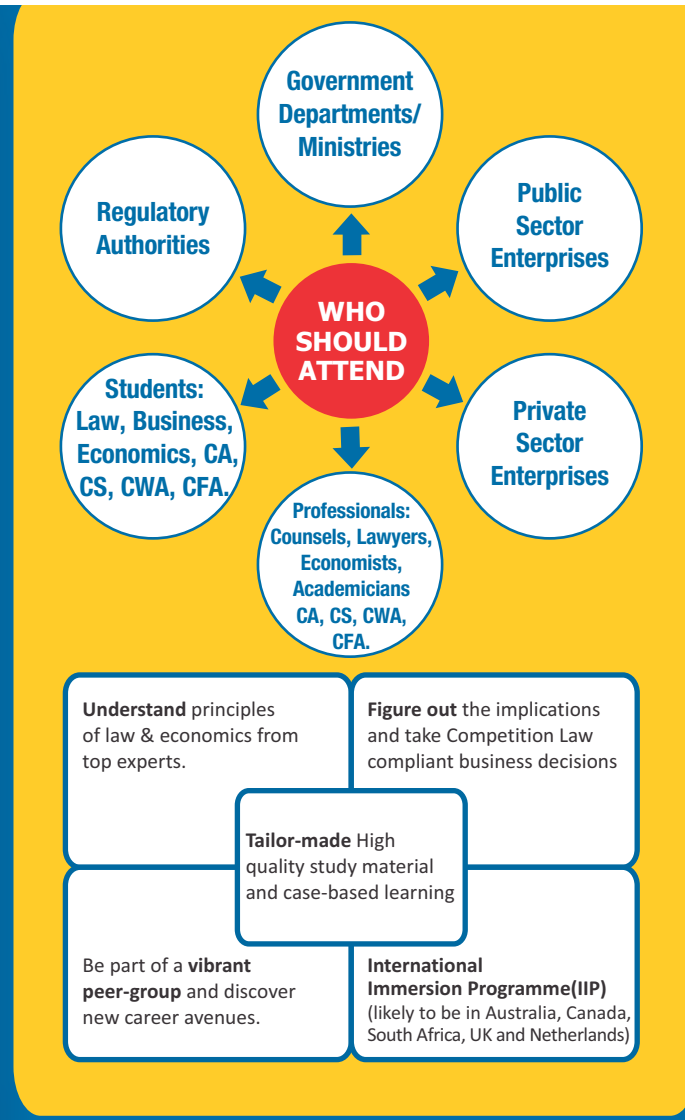 Government
Departments/
Ministries
Regulatory
Authorities
Public
Sector
Enterprises
WHO
SHOULD
ATTEND
Students:
Law, Business,
Economics, CA,
CS, CWA, CFA.
Private
Sector
Enterprises
Professionals:
Counsels, Lawyers,
Economists,
Academicians
CA, CS, CWA,
CFA.
Understand principles
of law & economics from
top experts.
Figure out the implications
and take Competition Law
compliant business decisions
Tailor-made High
quality study material
and case-based learning
Be part of a vibrant
peer-group and discover
new career avenues.
International
Immersion Programme(IIP)
(likely to be in Australia, Canada,
South Africa, UK and Netherlands)